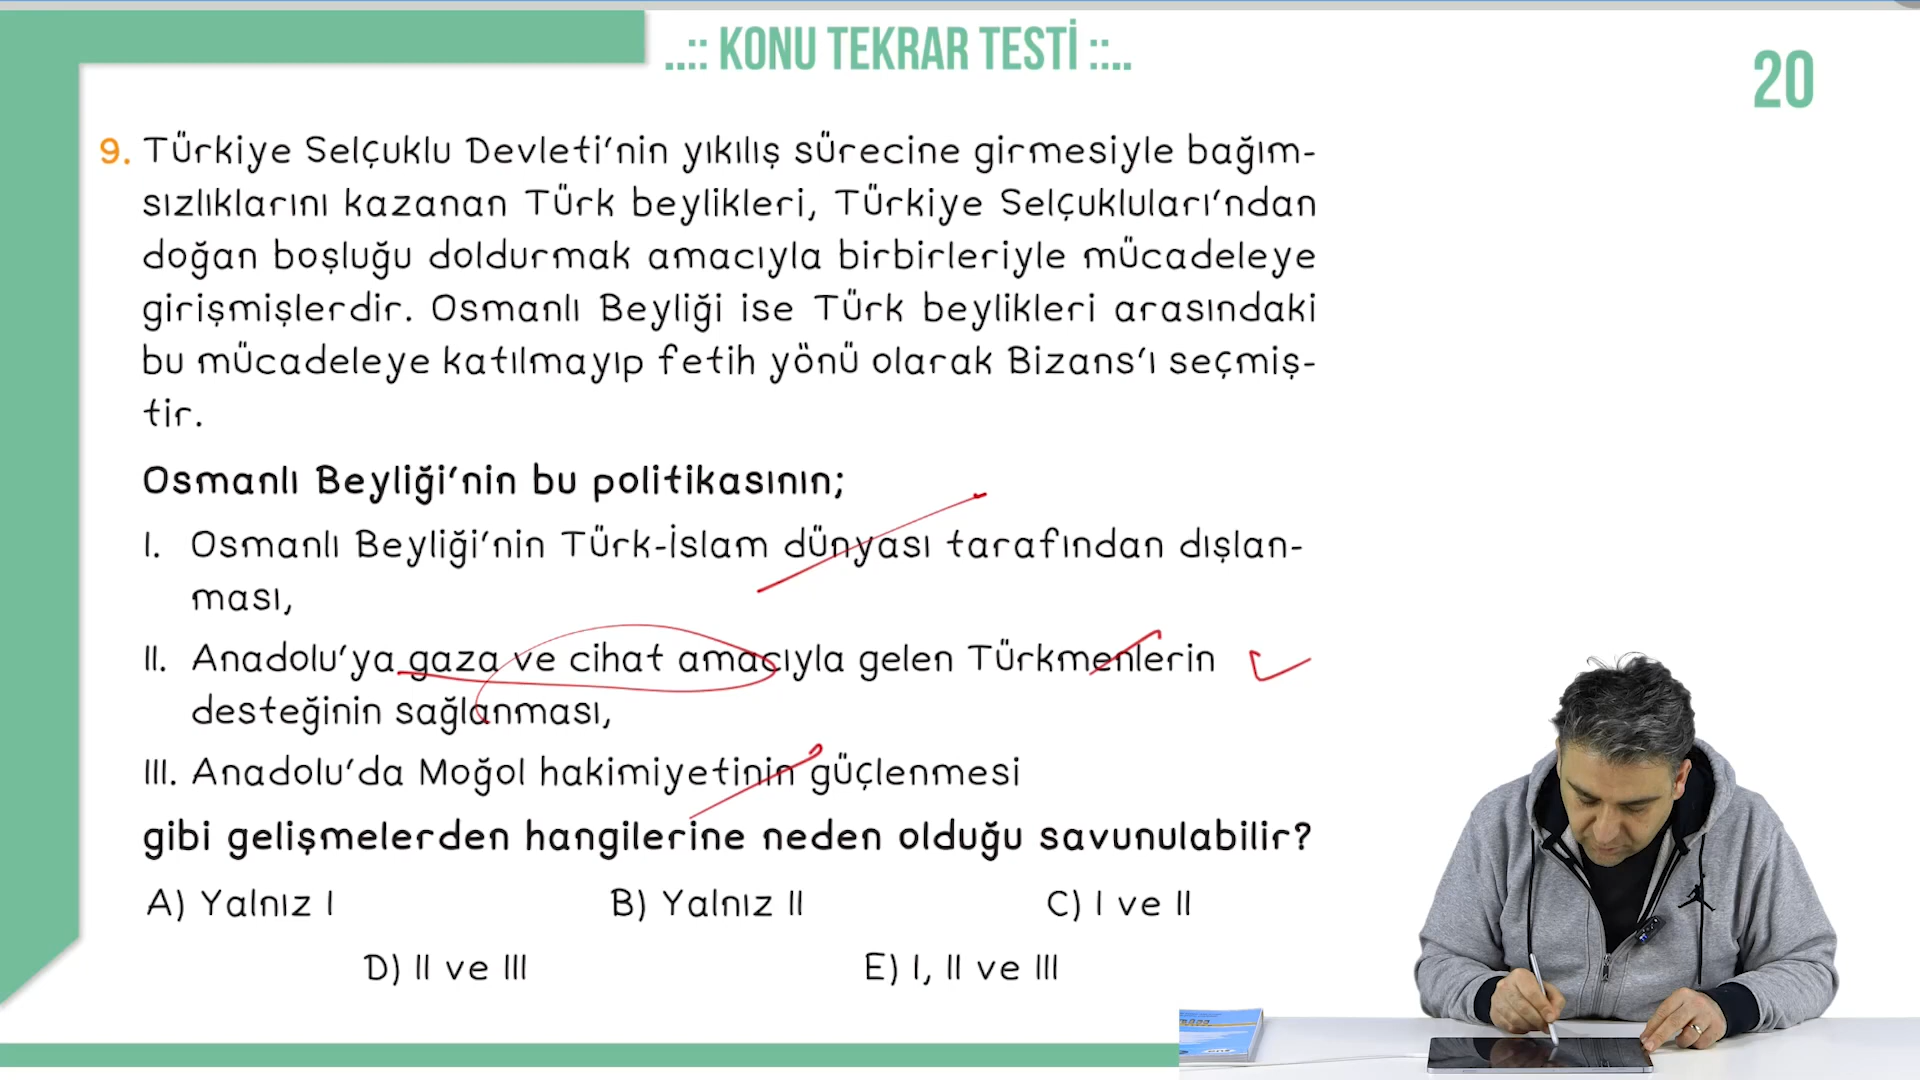 ..:: KONU TEKRAR TESTİ ::..
20
9. Türkiye Selçuklu Devleti'nin yıkılış sürecine girmesiyle bağım-
sızlıklarını kazanan Türk beylikleri, Türkiye Selçukluları'ndan
doğan boşluğu doldurmak amacıyla birbirleriyle mücadeleye
girişmişlerdir. Osmanlı Beyliği ise Türk beylikleri arasındaki
bu mücadeleye katılmayıp fetih yönü olarak Bizans'ı seçmiş-
tir.
Osmanlı Beyliği'nin bu politikasının;
I. Osmanlı Beyliği'nin Türk-İslam dünyası tarafından dışlan-
ması,
II. Anadolu'ya gaza ve cihat amacıyla gelen Türkmenlerin
desteğinin sağlanması,
III. Anadolu'da Moğol hakimiyetinin güçlenmesi
gibi gelişmelerden hangilerine neden olduğu savunulabilir?
A) Yalnız I B) Yalnız II C) I ve II
D) II ve III E) I, II ve III